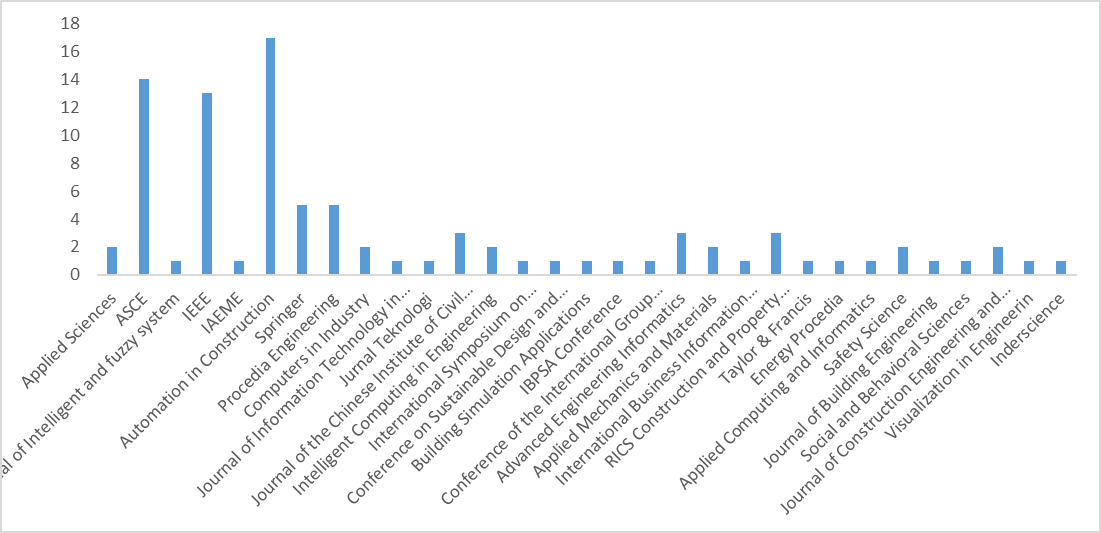 18
16
14
12
10
8
6
4
2
0
Applied Sciences
ASCE
al of Intelligent and fuzzy system
IEEE
IAEME
Automation in Construction
Springer
Procedia Engineering
Computers in Industry
Journal of Information Technology in...
Jurnal Teknologi
Journal of the Chinese Institute of Civil...
Intelligent Computing in Engineering
International Symposium on...
Conference on Sustainable Design and...
Building Simulation Applications
IBPSA Conference
Conference of the International Group...
Advanced Engineering Informatics
Applied Mechanics and Materials
International Business Information...
RICS Construction and Property...
Taylor & Francis
Energy Procedia
Applied Computing and Informatics
Safety Science
Journal of Building Engineering
Social and Behavioral Sciences
Journal of Construction Engineering and...
Visualization in Engineerin
Inderscience